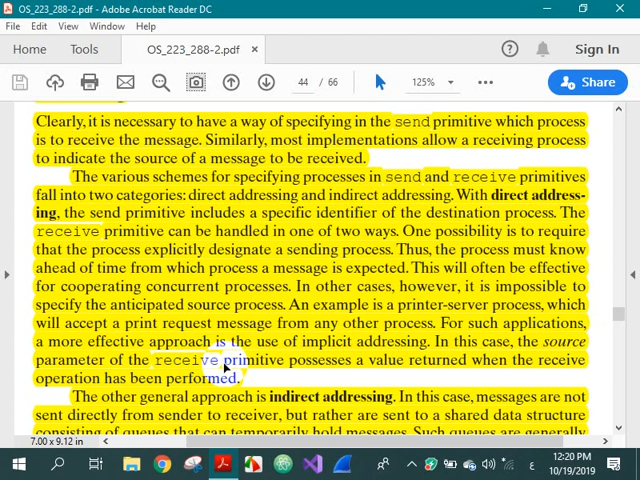 OS_223_288-2.pdf - Adobe Acrobat Reader DC
File Edit View Window Help
Home Tools OS_223_288-2.pdf × Sign In
44 / 66 125% Share
Clearly, it is necessary to have a way of specifying in the send primitive which process
is to receive the message. Similarly, most implementations allow a receiving process
to indicate the source of a message to be received.
The various schemes for specifying processes in send and receive primitives
fall into two categories: direct addressing and indirect addressing. With direct address-
ing, the send primitive includes a specific identifier of the destination process. The
receive primitive can be handled in one of two ways. One possibility is to require
that the process explicitly designate a sending process. Thus, the process must know
ahead of time from which process a message is expected. This will often be effective
for cooperating concurrent processes. In other cases, however, it is impossible to
specify the anticipated source process. An example is a printer-server process, which
will accept a print request message from any other process. For such applications,
a more effective approach is the use of implicit addressing. In this case, the source
parameter of the receive primitive possesses a value returned when the receive
operation has been performed.
The other general approach is indirect addressing. In this case, messages are not
sent directly from sender to receiver, but rather are sent to a shared data structure
consisting of queues that can temporarily hold messages. Such queues are generally
7.00 x 9.12 in
ع 12:20 PM
10/19/2019